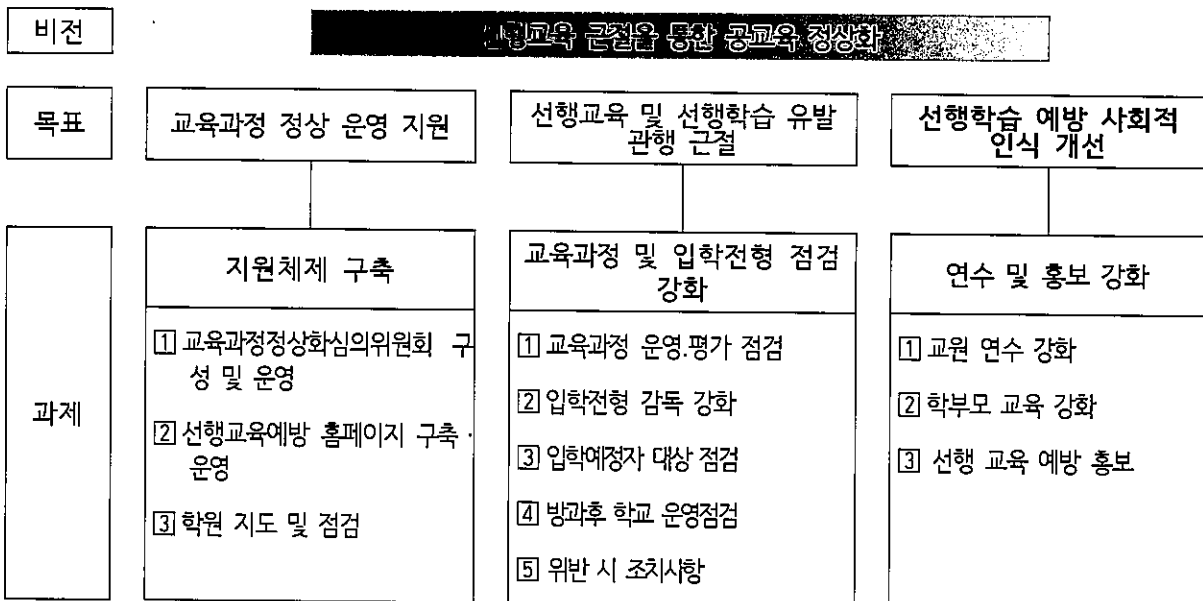 비전
선행교육 근절을 통한 공교육 정상화
목표
교육과정 정상 운영 지원
선행교육 및 선행학습 유발
관행 근절
선행학습 예방 사회적
인식 개선
과제
지원체제 구축
1 교육과정정상화심의위원회 구
성 및 운영
2 선행교육예방 홈페이지 구축·
운영
3 학원 지도 및 점검
교육과정 및 입학전형 점검
강화
1 교육과정 운영.평가 점검
2 입학전형 감독 강화
3 입학예정자 대상 점검
4 방과후 학교 운영점검
5 위반 시 조치사항
연수 및 홍보 강화
1 교원 연수 강화
2 학부모 교육 강화
3 선행 교육 예방 홍보